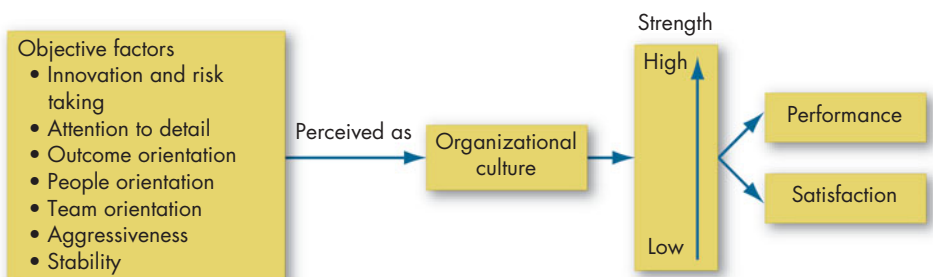 Objective factors
• Innovation and risk
taking
• Attention to detail
• Outcome orientation
• People orientation
• Team orientation
• Aggressiveness
• Stability
Perceived as
Organizational
culture
Strength
High
Low
Performance
Satisfaction